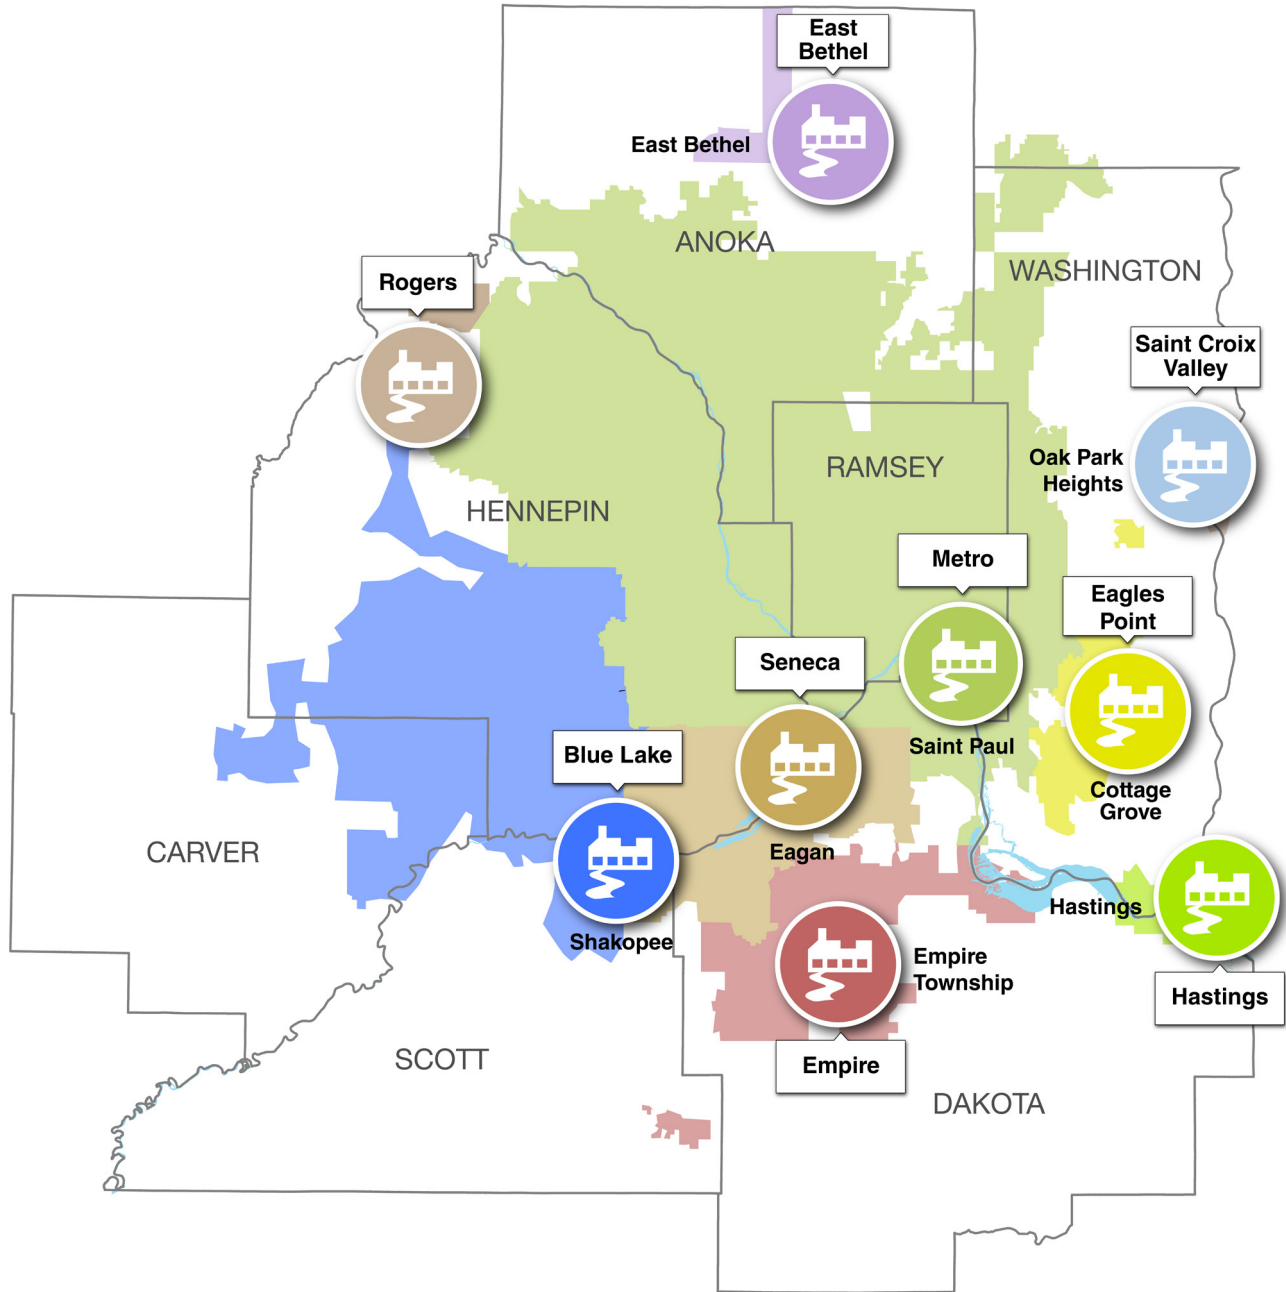 East
Bethel
East Bethel
ANOKA
WASHINGTON
Rogers
Saint Croix
Valley
Oak Park
Heights
RAMSEY
HENNEPIN
Metro
Eagles
Point
Seneca
Saint Paul
Blue Lake
Cottage
Grove
CARVER
Eagan
Hastings
Shakopee
Empire
Township
Hastings
SCOTT
Empire
DAKOTA